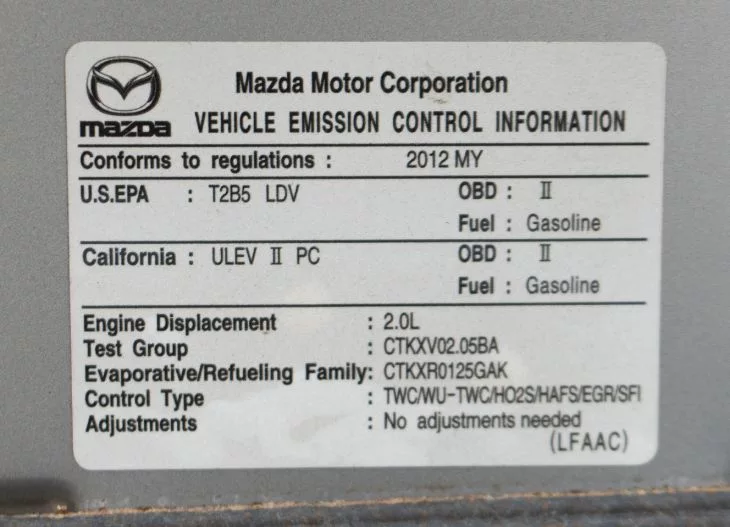 Mazda Motor Corporation
mazda VEHICLE EMISSION CONTROL INFORMATION
Conforms to regulations : 2012 MY
U.S.EPA : T2B5 LDV OBD : II
Fuel : Gasoline
California : ULEV II PC OBD : II
Fuel : Gasoline
Engine Displacement : 2.0L
Test Group : CTKXV02.05BA
Evaporative/Refueling Family: CTKXR0125GAK
Control Type : TWC/WU-TWC/HO2S/HAFS/EGR/SFI
Adjustments : No adjustments needed
(LFAAC)